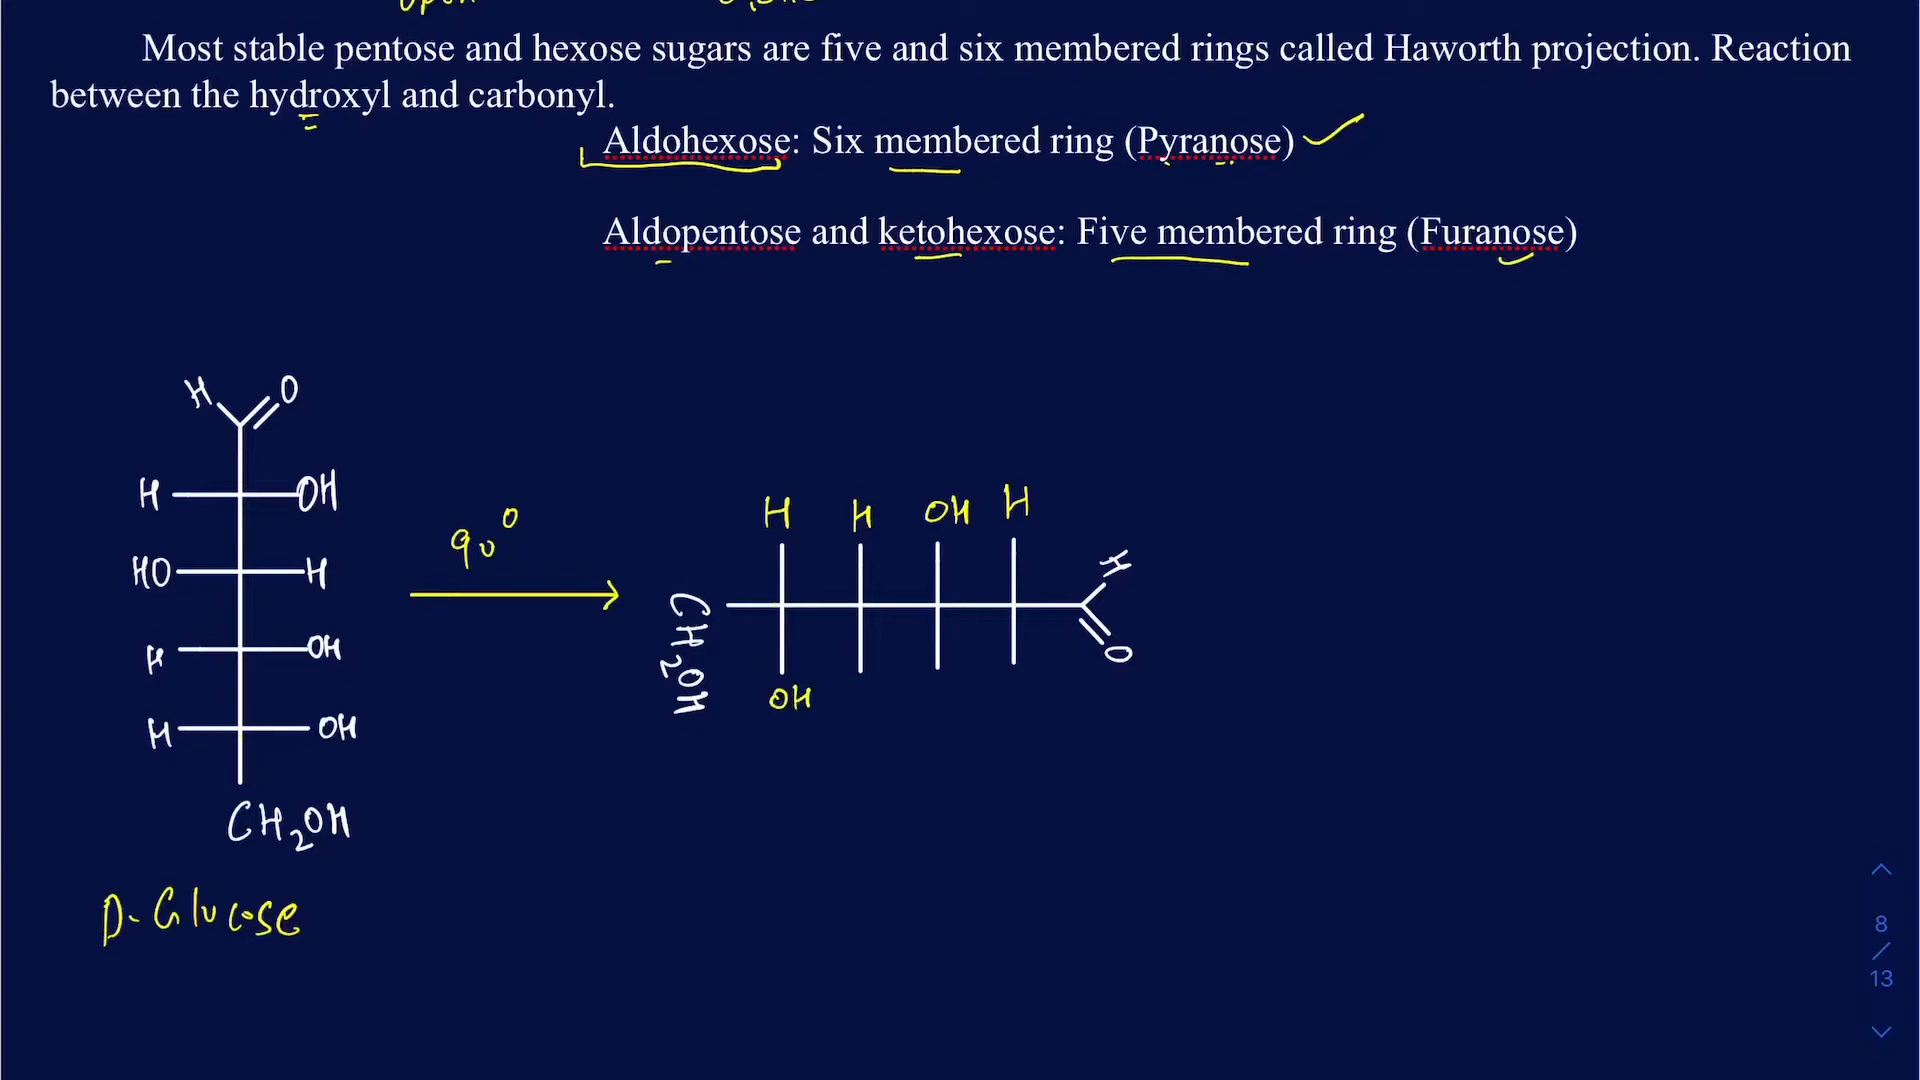 Most stable pentose and hexose sugars are five and six membered rings called Haworth projection. Reaction
between the hydroxyl and carbonyl.
Aldohexose: Six membered ring (Pyranose)
Aldopentose and ketohexose: Five membered ring (Furanose)
H O
H OH
HO H
H OH
H OH
CH2OH
D-Glucose
90°
H H OH H
H
CH2OH
O
OH
8
/
13